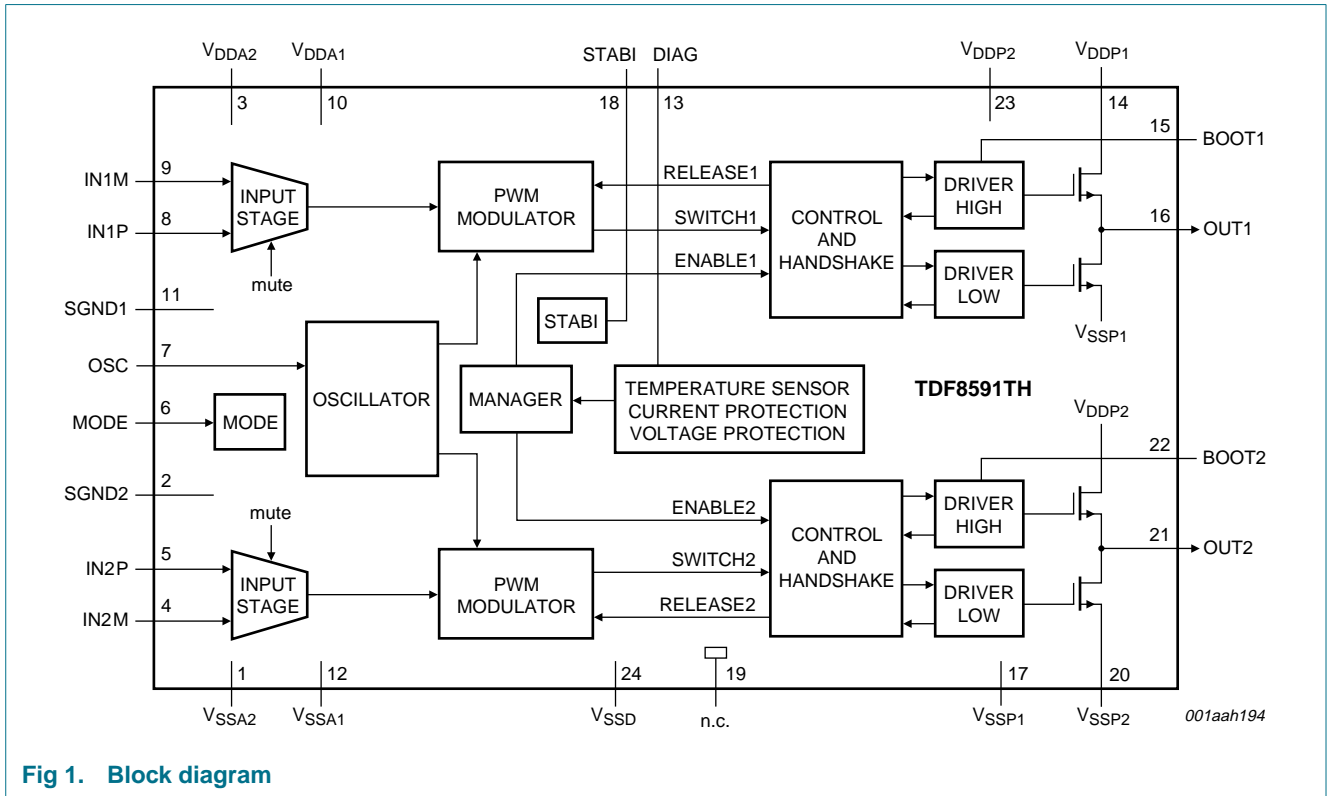 VDDA2
VDDA1
STABI
DIAG
VDDP2
VDDP1
3
10
18
13
23
14
15
BOOT1
IN1M
9
INPUT
STAGE
PWM
MODULATOR
RELEASE1
CONTROL
AND
HANDSHAKE
DRIVER
HIGH
IN1P
8
SWITCH1
16
OUT1
mute
ENABLE1
DRIVER
LOW
SGND1
11
STABI
VSSP1
OSC
7
OSCILLATOR
MANAGER
TEMPERATURE SENSOR
CURRENT PROTECTION
VOLTAGE PROTECTION
TDF8591TH
MODE
6
MODE
VDDP2
22
BOOT2
SGND2
2
mute
ENABLE2
CONTROL
AND
HANDSHAKE
DRIVER
HIGH
IN2P
5
INPUT
STAGE
PWM
MODULATOR
SWITCH2
21
OUT2
IN2M
4
RELEASE2
DRIVER
LOW
1
12
24
19
17
20
VSSA2
VSSA1
VSSD
n.c.
VSSP1
VSSP2
001aah194
Fig 1. Block diagram